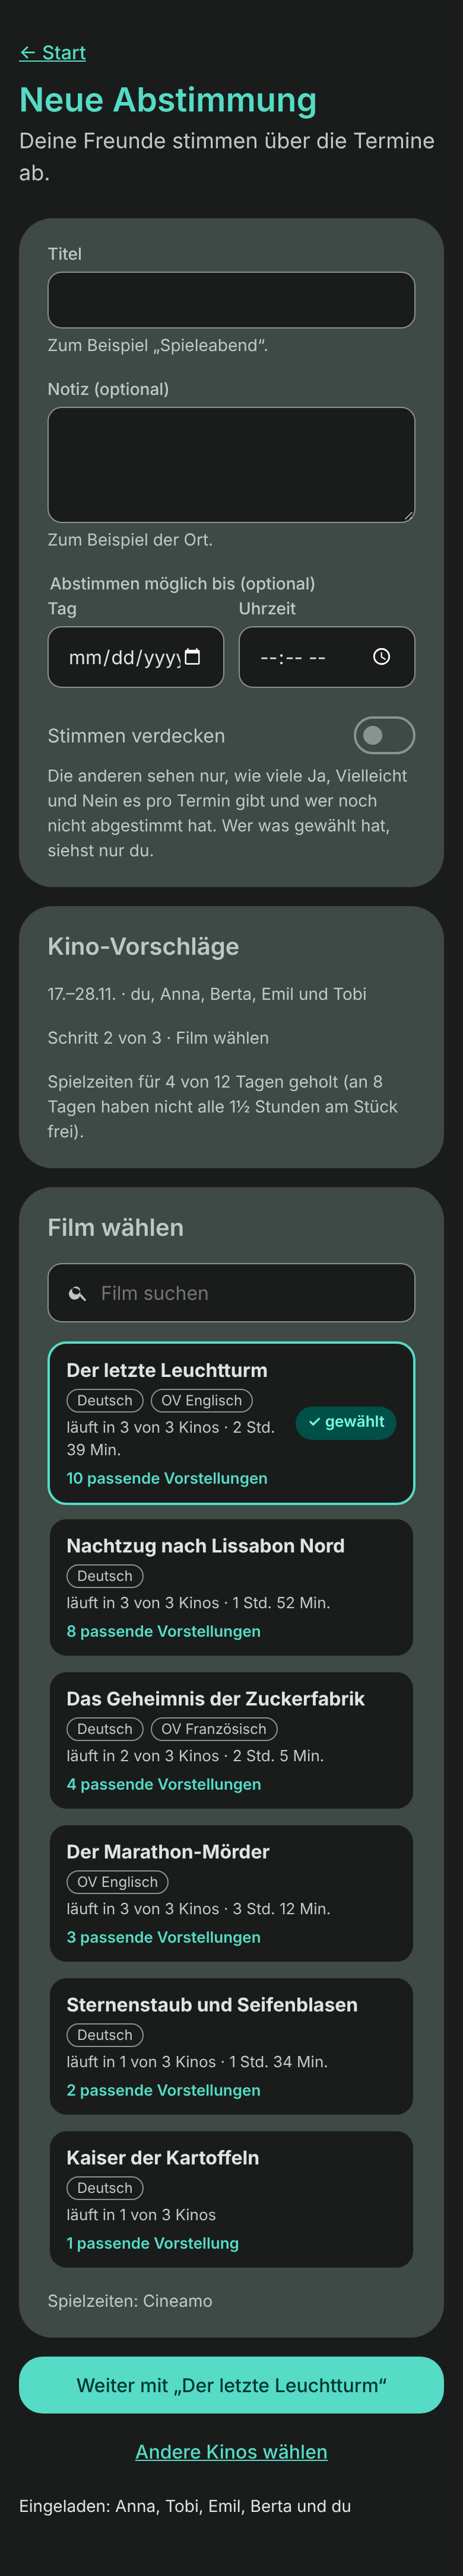 ← Start
Neue Abstimmung
Deine Freunde stimmen über die Termine
ab.
Titel
Zum Beispiel „Spieleabend“.
Notiz (optional)
Zum Beispiel der Ort.
Abstimmen möglich bis (optional)
Tag
Uhrzeit
mm/dd/yyyy
--:-- --
Stimmen verdecken
Die anderen sehen nur, wie viele Ja, Vielleicht
und Nein es pro Termin gibt und wer noch
nicht abgestimmt hat. Wer was gewählt hat,
siehst nur du.
Kino-Vorschläge
17.–28.11. · du, Anna, Berta, Emil und Tobi
Schritt 2 von 3 · Film wählen
Spielzeiten für 4 von 12 Tagen geholt (an 8
Tagen haben nicht alle 1½ Stunden am Stück
frei).
Film wählen
Film suchen
Der letzte Leuchtturm
Deutsch
OV Englisch
läuft in 3 von 3 Kinos · 2 Std.
39 Min.
10 passende Vorstellungen
✓ gewählt
Nachtzug nach Lissabon Nord
Deutsch
läuft in 3 von 3 Kinos · 1 Std. 52 Min.
8 passende Vorstellungen
Das Geheimnis der Zuckerfabrik
Deutsch
OV Französisch
läuft in 2 von 3 Kinos · 2 Std. 5 Min.
4 passende Vorstellungen
Der Marathon-Mörder
OV Englisch
läuft in 3 von 3 Kinos · 3 Std. 12 Min.
3 passende Vorstellungen
Sternenstaub und Seifenblasen
Deutsch
läuft in 1 von 3 Kinos · 1 Std. 34 Min.
2 passende Vorstellungen
Kaiser der Kartoffeln
Deutsch
läuft in 1 von 3 Kinos
1 passende Vorstellung
Spielzeiten: Cineamo
Weiter mit „Der letzte Leuchtturm“
Andere Kinos wählen
Eingeladen: Anna, Tobi, Emil, Berta und du